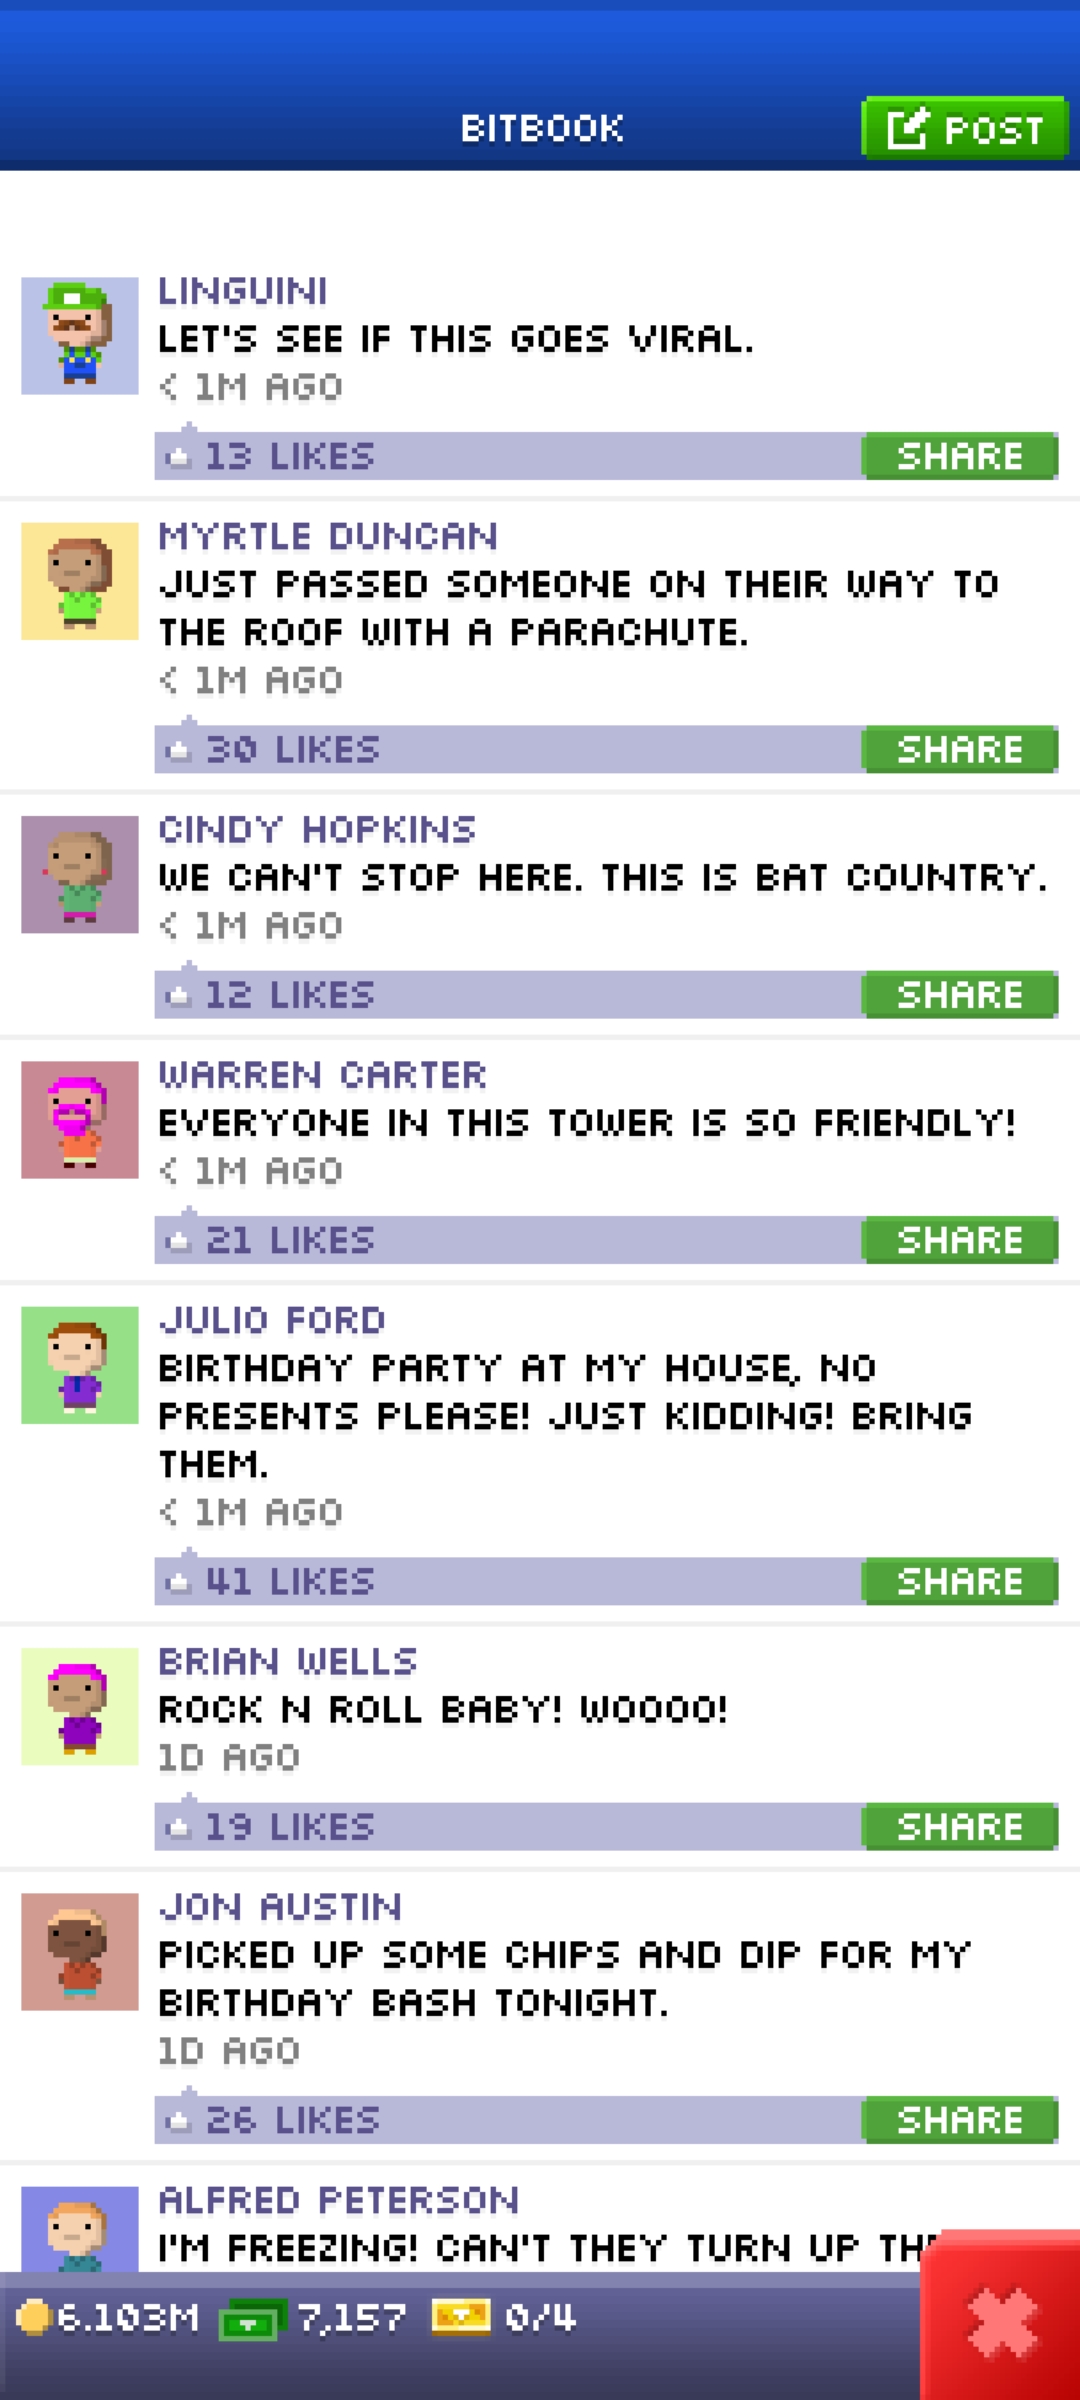 BITBOOK
POST
LINGUINI
LET'S SEE IF THIS GOES VIRAL.
< 1M AGO
13 LIKES
SHARE
MYRTLE DUNCAN
JUST PASSED SOMEONE ON THEIR WAY TO
THE ROOF WITH A PARACHUTE.
< 1M AGO
30 LIKES
SHARE
CINDY HOPKINS
WE CAN'T STOP HERE. THIS IS BAT COUNTRY.
< 1M AGO
12 LIKES
SHARE
WARREN CARTER
EVERYONE IN THIS TOWER IS SO FRIENDLY!
< 1M AGO
21 LIKES
SHARE
JULIO FORD
BIRTHDAY PARTY AT MY HOUSE, NO
PRESENTS PLEASE! JUST KIDDING! BRING
THEM.
< 1M AGO
41 LIKES
SHARE
BRIAN WELLS
ROCK N ROLL BABY! WOOOO!
1D AGO
19 LIKES
SHARE
JON AUSTIN
PICKED UP SOME CHIPS AND DIP FOR MY
BIRTHDAY BASH TONIGHT.
1D AGO
26 LIKES
SHARE
ALFRED PETERSON
I'M FREEZING! CAN'T THEY TURN UP
6.103M
7,157
0/4